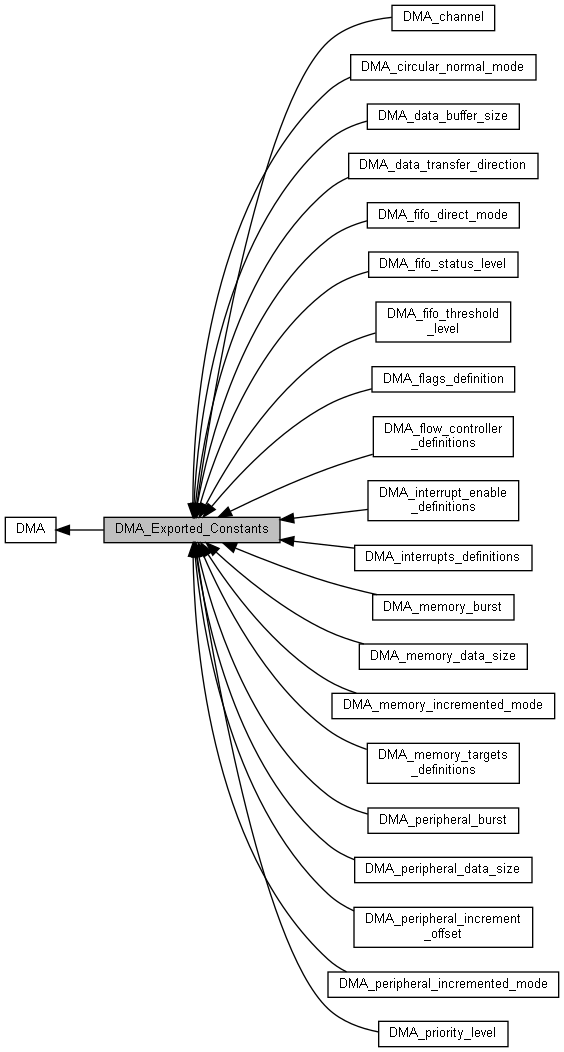 DMA_channel
DMA_circular_normal_mode
DMA_data_buffer_size
DMA_data_transfer_direction
DMA_fifo_direct_mode
DMA_fifo_status_level
DMA_fifo_threshold
_level
DMA_flags_definition
DMA_flow_controller
_definitions
DMA_interrupt_enable
_definitions
DMA
DMA_Exported_Constants
DMA_interrupts_definitions
DMA_memory_burst
DMA_memory_data_size
DMA_memory_incremented_mode
DMA_memory_targets
_definitions
DMA_peripheral_burst
DMA_peripheral_data_size
DMA_peripheral_increment
_offset
DMA_peripheral_incremented_mode
DMA_priority_level